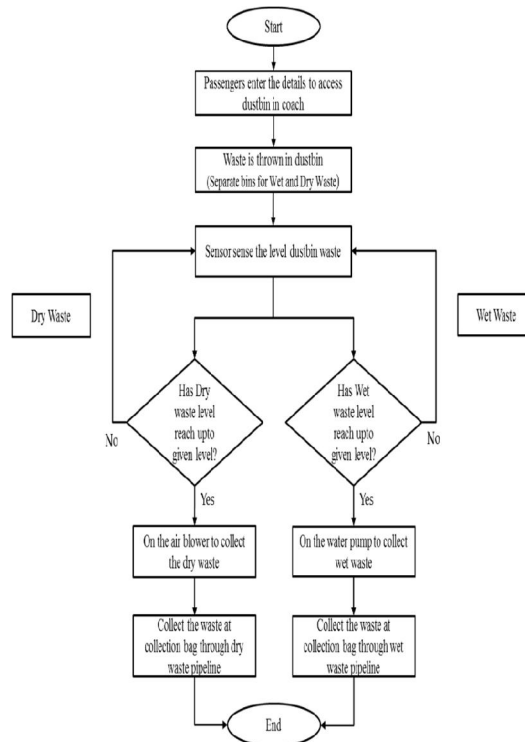 Start
Passengers enter the details to access
dustbin in coach
Waste is thrown in dustbin
(Separate bins for Wet and Dry Waste)
Sensor sense the level dustbin waste
Dry Waste
Wet Waste
Has Dry
waste level
reach upto
given level?
Has Wet
waste level
reach upto
given level?
No
No
Yes
Yes
On the air blower to collect
the dry waste
On the water pump to collect
wet waste
Collect the waste at
collection bag through dry
waste pipeline
Collect the waste at
collection bag through wet
waste pipeline
End